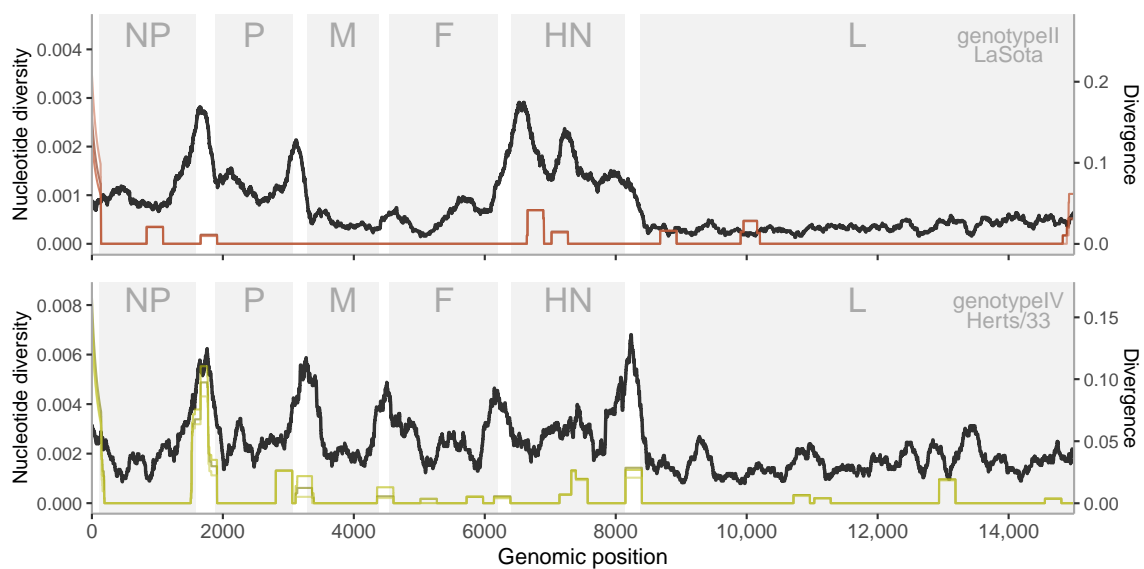 NP P M F HN L
genotypeII
LaSota
Nucleotide diversity
0.004
0.003
0.002
0.001
0.000
0.2
0.1
0.0
Divergence
NP P M F HN L
genotypeIV
Herts/33
Nucleotide diversity
0.008
0.006
0.004
0.002
0.000
0.15
0.10
0.05
0.00
Divergence
0 2000 4000 6000 8000 10,000 12,000 14,000
Genomic position